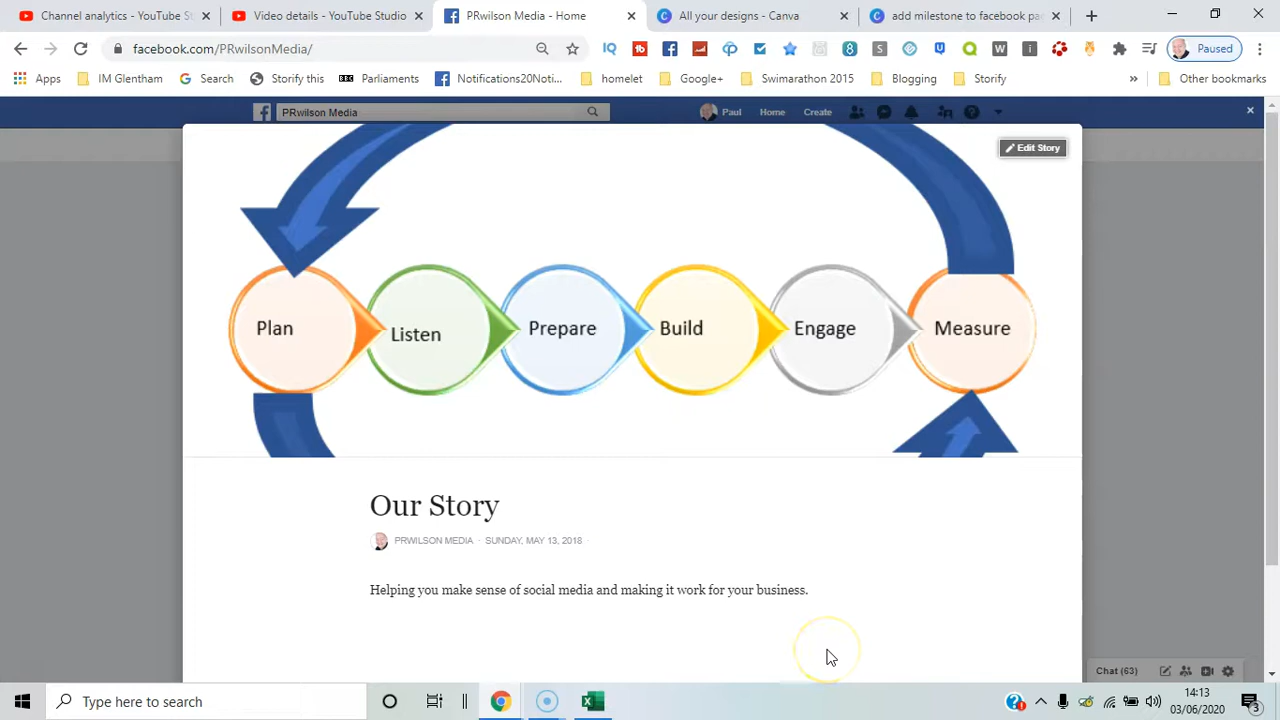 Channel analytics - YouTube Stu
Video details - YouTube Studio
PRwilson Media - Home
All your designs - Canva
add milestone to facebook pa
facebook.com/PRwilsonMedia/
Paused
Apps
IM Glentham
Search
Storify this
Parliaments
Notifications20Noti...
homelet
Google+
Swimarathon 2015
Blogging
Storify
»
Other bookmarks
PRwilson Media
Paul
Home
Create
Edit Story
Plan
Listen
Prepare
Build
Engage
Measure
Our Story
PRWILSON MEDIA · SUNDAY, MAY 13, 2018 ·
Helping you make sense of social media and making it work for your business.
Chat (63)
Type here to search
14:13
03/06/2020
3